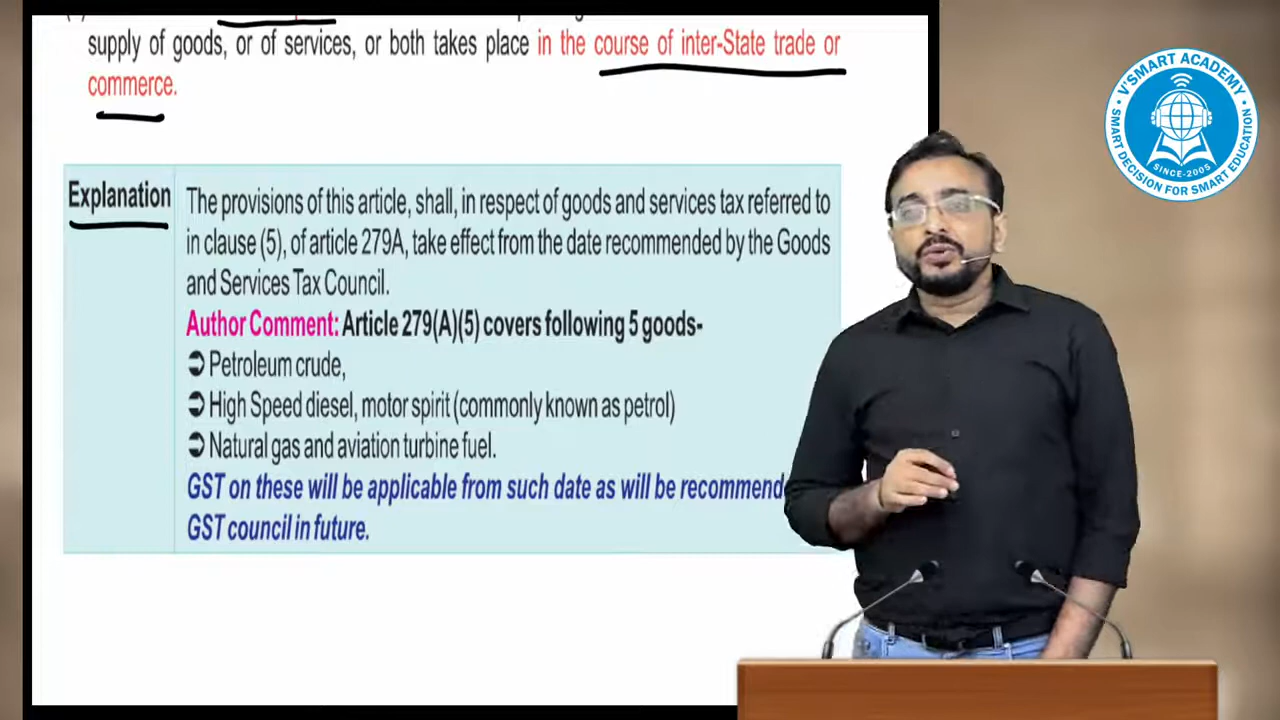 supply of goods, or of services, or both takes place in the course of inter-State trade or
commerce.
Explanation
The provisions of this article, shall, in respect of goods and services tax referred to
in clause (5), of article 279A, take effect from the date recommended by the Goods
and Services Tax Council.
Author Comment: Article 279(A)(5) covers following 5 goods-
➲ Petroleum crude,
➲ High Speed diesel, motor spirit (commonly known as petrol)
➲ Natural gas and aviation turbine fuel.
GST on these will be applicable from such date as will be recommend
GST council in future.
V'SMART ACADEMY
SINCE-2005
SMART DECISION FOR SMART EDUCATION